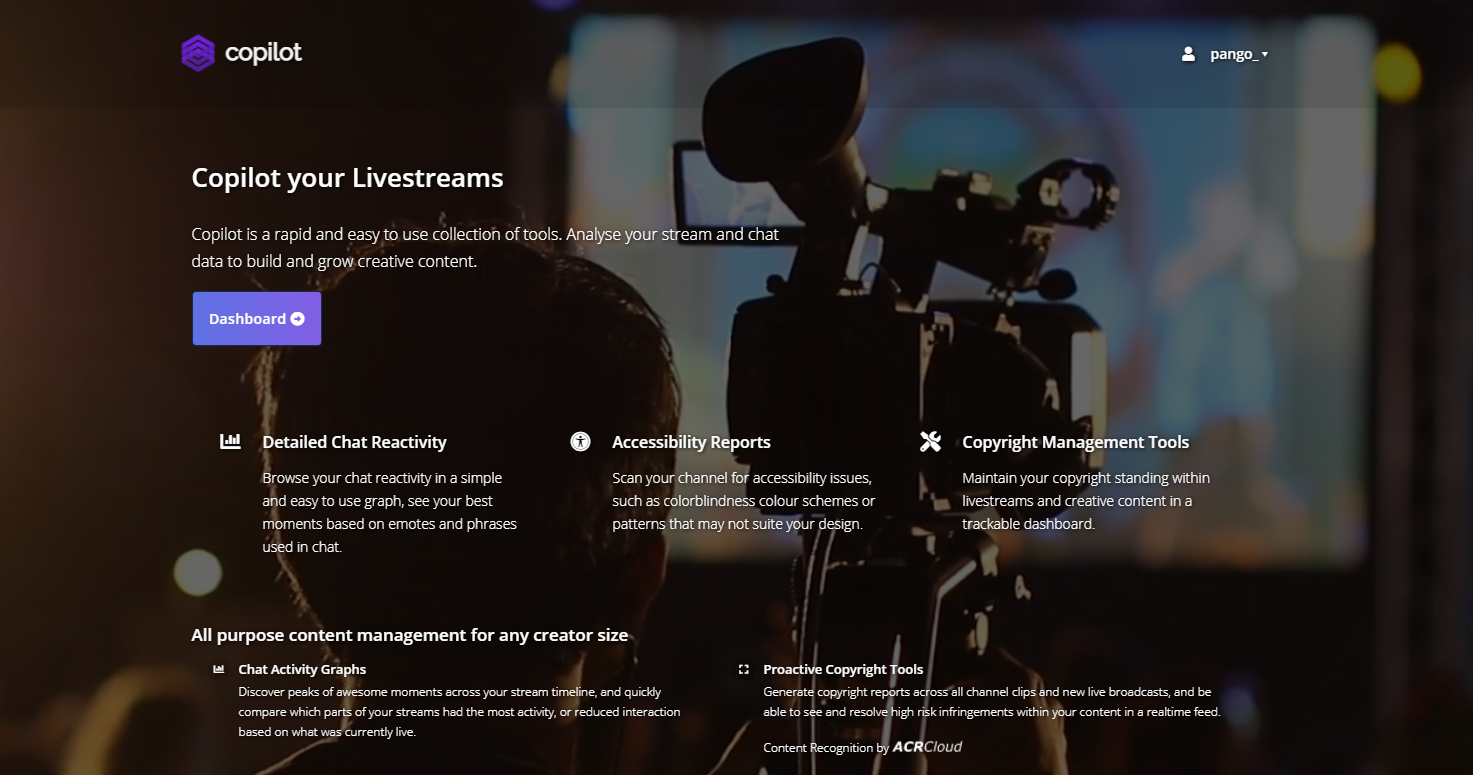 copilot
pango_
Copilot your Livestreams
Copilot is a rapid and easy to use collection of tools. Analyse your stream and chat
data to build and grow creative content.
Dashboard
Detailed Chat Reactivity
Browse your chat reactivity in a simple
and easy to use graph, see your best
moments based on emotes and phrases
used in chat.
Accessibility Reports
Scan your channel for accessibility issues,
such as colorblindness colour schemes or
patterns that may not suite your design.
Copyright Management Tools
Maintain your copyright standing within
livestreams and creative content in a
trackable dashboard.
All purpose content management for any creator size
Chat Activity Graphs
Discover peaks of awesome moments across your stream timeline, and quickly
compare which parts of your streams had the most activity, or reduced interaction
based on what was currently live.
Proactive Copyright Tools
Generate copyright reports across all channel clips and new live broadcasts, and be
able to see and resolve high risk infringements within your content in a realtime feed.
Content Recognition by ACRCloud